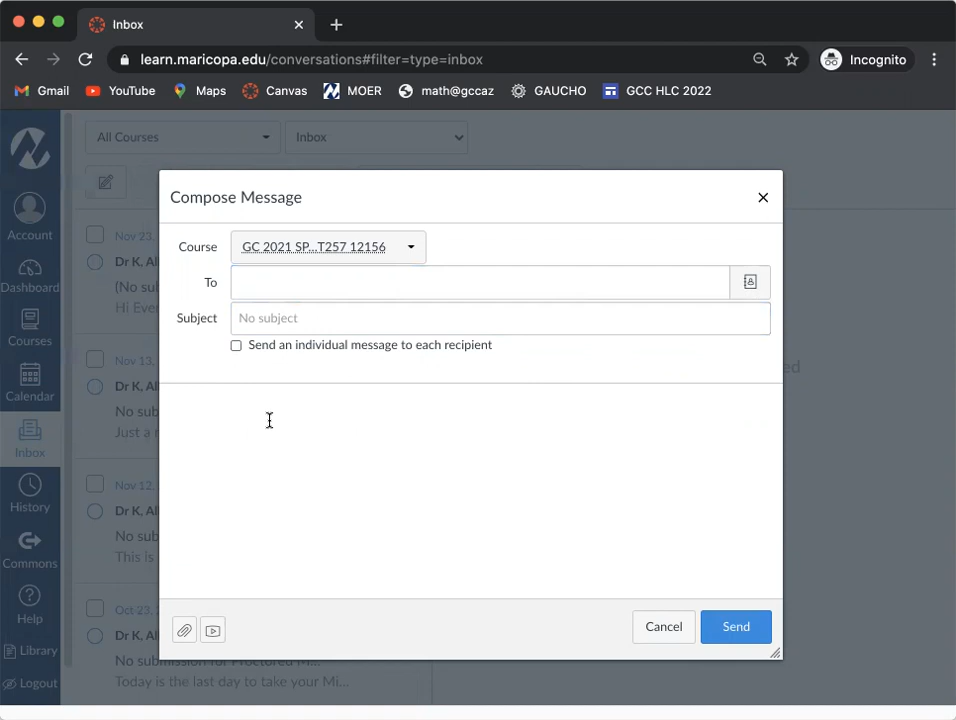 Inbox
learn.maricopa.edu/conversations#filter=type=inbox
Incognito
Gmail
YouTube
Maps
Canvas
MOER
math@gccaz
GAUCHO
GCC HLC 2022
All Courses
Inbox
Account
Dashboard
Courses
Calendar
Inbox
History
Commons
Help
Library
Logout
Nov 23,
Dr K, Al
(No su
Hi Eve
Nov 13,
Dr K, Al
No sub
Just a
Nov 12,
Dr K, Al
No sub
This is
Oct 23,
Dr K, Al
No submission for Proctored M...
Today is the last day to take your Mi...
ed
Compose Message
Course
GC 2021 SP...T257 12156
To
Subject
No subject
Send an individual message to each recipient
Cancel
Send